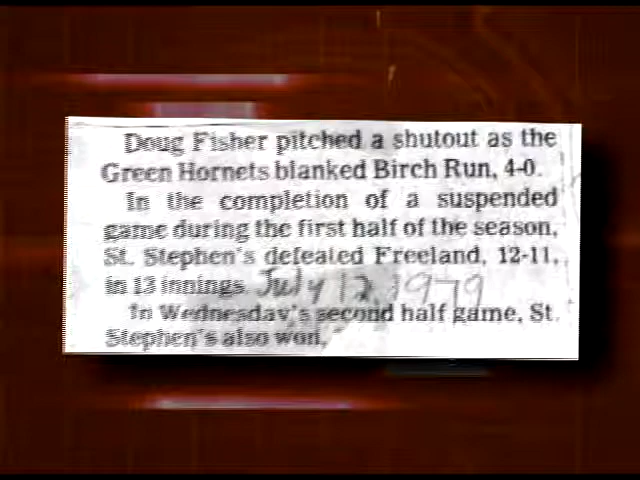 Doug Fisher pitched a shutout as the
Green Hornets blanked Birch Run, 4-0.
In the completion of a suspended
game during the first half of the season,
St. Stephen's defeated Freeland, 12-11,
in 13 innings. July 12, 1979
In Wednesday's second half game, St.
Stephen's also won,